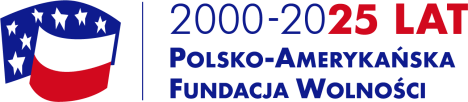 2000-2025 LAT
POLSKO-AMERYKAŃSKA
FUNDACJA WOLNOŚCI